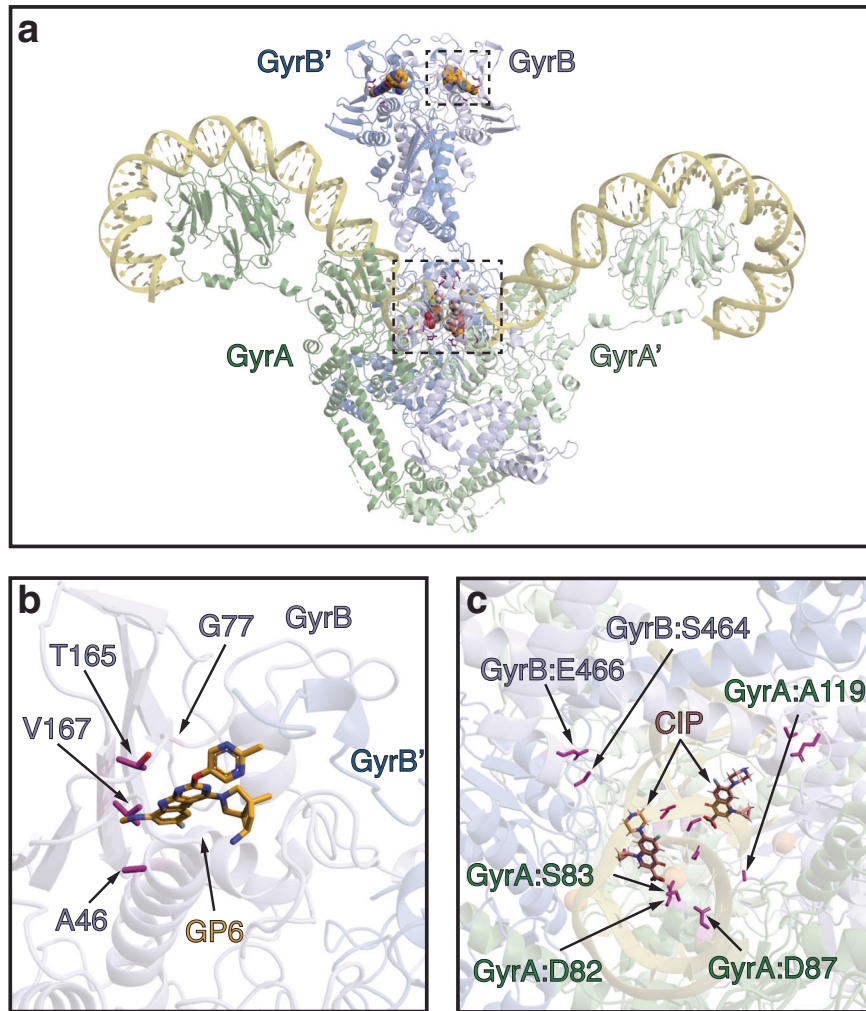 a
GyrB’
GyrB
GyrA
GyrA’
b
GyrB
G77
T165
V167
GyrB’
A46
GP6
c
GyrB:S464
GyrB:E466
GyrA:A119
CIP
GyrA:S83
GyrA:D82
GyrA:D87